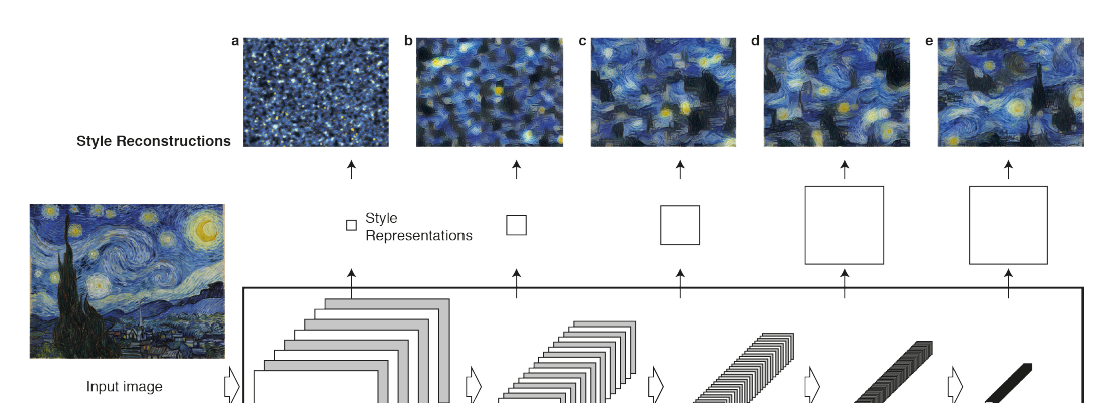 a
b
c
d
e
Style Reconstructions
Style
Representations
Input image